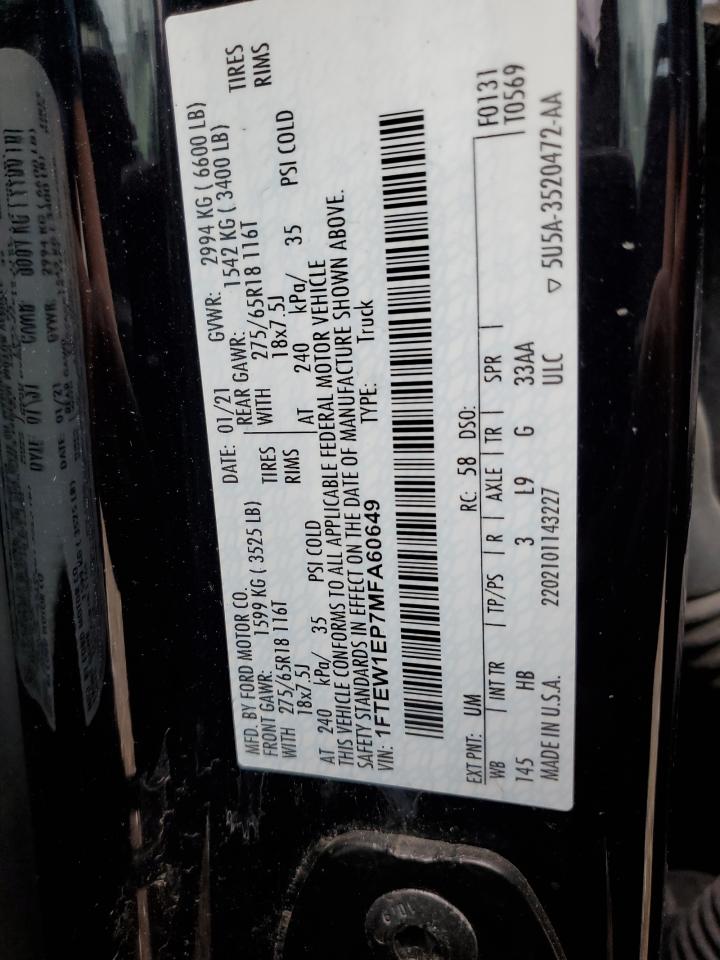 MFD. BY FORD MOTOR CO.
DATE: 01/21 GVWR: 2994 KG ( 6600 LB)
FRONT GAWR: 1599 KG ( 3525 LB) REAR GAWR: 1542 KG ( 3400 LB)
WITH 275/65R18 116T TIRES WITH 275/65R18 116T TIRES
18x7.5J RIMS 18x7.5J RIMS
AT 240 kPa/ 35 PSI COLD AT 240 kPa/ 35 PSI COLD
THIS VEHICLE CONFORMS TO ALL APPLICABLE FEDERAL MOTOR VEHICLE
SAFETY STANDARDS IN EFFECT ON THE DATE OF MANUFACTURE SHOWN ABOVE.
VIN: 1FTEW1EP7MFA60649 TYPE: Truck
EXT PNT: UM RC: 58 DSO: F0131
WB INT TR TP/PS R AXLE TR SPR T0569
145 HB 3 L9 G 33AA
MADE IN U.S.A. 2202101143227 ULC ▽ 5U5A-3520472-AA
10.9